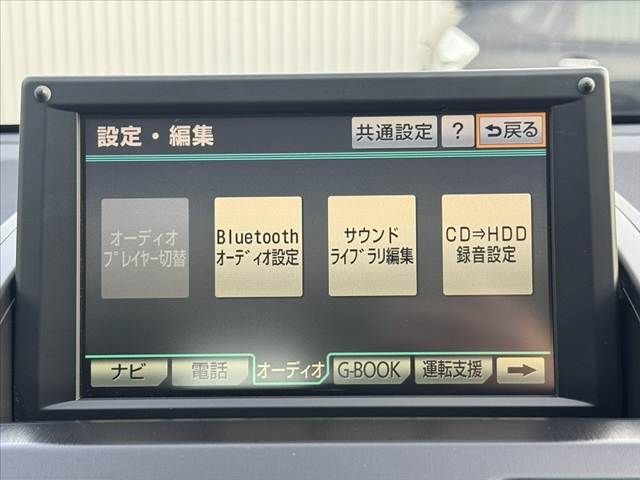 設定・編集
共通設定
?
戻る
オーディオ
プレイヤー切替
Bluetooth
オーディオ設定
サウンド
ライブラリ編集
CD⇒HDD
録音設定
ナビ
電話
オーディオ
G-BOOK
運転支援